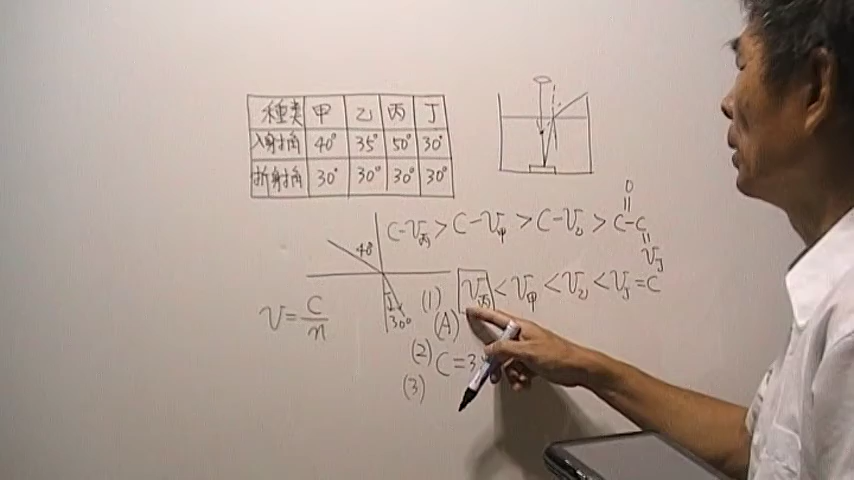 種類 甲 乙 丙 丁
入射角 40° 35° 50° 30°
折射角 30° 30° 30° 30°
C-V丙 > C-V甲 > C-V乙 > C-C
0
=
=
V丁
40
30°
V = C/n
(1) V丙 < V甲 < V乙 < V丁 = C
(A)
(2) C = 3
(3)